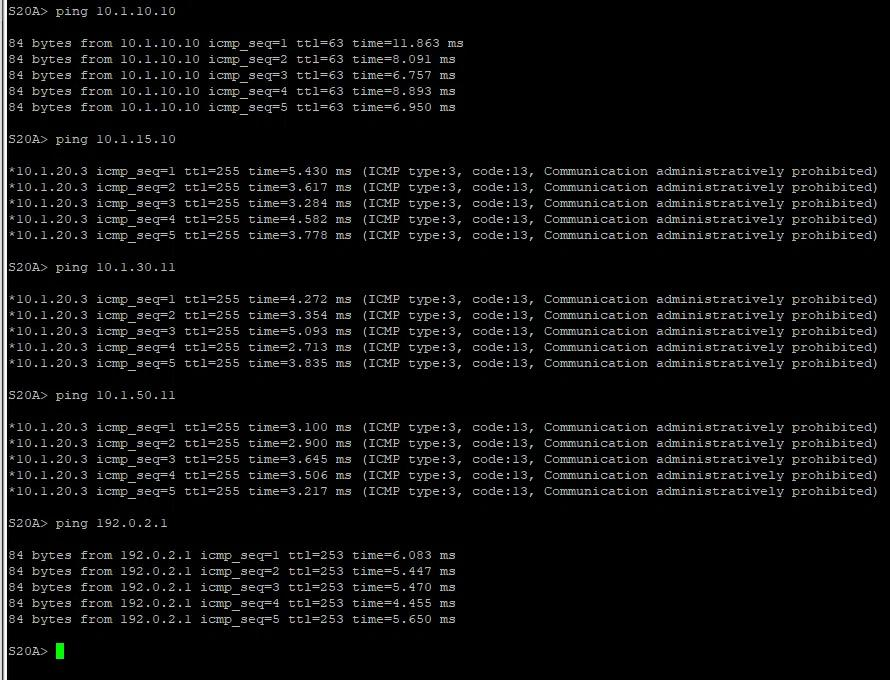 S20A> ping 10.1.10.10
84 bytes from 10.1.10.10 icmp_seq=1 ttl=63 time=11.863 ms
84 bytes from 10.1.10.10 icmp_seq=2 ttl=63 time=8.091 ms
84 bytes from 10.1.10.10 icmp_seq=3 ttl=63 time=6.757 ms
84 bytes from 10.1.10.10 icmp_seq=4 ttl=63 time=8.893 ms
84 bytes from 10.1.10.10 icmp_seq=5 ttl=63 time=6.950 ms
S20A> ping 10.1.15.10
*10.1.20.3 icmp_seq=1 ttl=255 time=5.430 ms (ICMP type:3, code:13, Communication administratively prohibited)
*10.1.20.3 icmp_seq=2 ttl=255 time=3.617 ms (ICMP type:3, code:13, Communication administratively prohibited)
*10.1.20.3 icmp_seq=3 ttl=255 time=3.284 ms (ICMP type:3, code:13, Communication administratively prohibited)
*10.1.20.3 icmp_seq=4 ttl=255 time=4.582 ms (ICMP type:3, code:13, Communication administratively prohibited)
*10.1.20.3 icmp_seq=5 ttl=255 time=3.778 ms (ICMP type:3, code:13, Communication administratively prohibited)
S20A> ping 10.1.30.11
*10.1.20.3 icmp_seq=1 ttl=255 time=4.272 ms (ICMP type:3, code:13, Communication administratively prohibited)
*10.1.20.3 icmp_seq=2 ttl=255 time=3.354 ms (ICMP type:3, code:13, Communication administratively prohibited)
*10.1.20.3 icmp_seq=3 ttl=255 time=5.093 ms (ICMP type:3, code:13, Communication administratively prohibited)
*10.1.20.3 icmp_seq=4 ttl=255 time=2.713 ms (ICMP type:3, code:13, Communication administratively prohibited)
*10.1.20.3 icmp_seq=5 ttl=255 time=3.835 ms (ICMP type:3, code:13, Communication administratively prohibited)
S20A> ping 10.1.50.11
*10.1.20.3 icmp_seq=1 ttl=255 time=3.100 ms (ICMP type:3, code:13, Communication administratively prohibited)
*10.1.20.3 icmp_seq=2 ttl=255 time=2.900 ms (ICMP type:3, code:13, Communication administratively prohibited)
*10.1.20.3 icmp_seq=3 ttl=255 time=3.645 ms (ICMP type:3, code:13, Communication administratively prohibited)
*10.1.20.3 icmp_seq=4 ttl=255 time=3.506 ms (ICMP type:3, code:13, Communication administratively prohibited)
*10.1.20.3 icmp_seq=5 ttl=255 time=3.217 ms (ICMP type:3, code:13, Communication administratively prohibited)
S20A> ping 192.0.2.1
84 bytes from 192.0.2.1 icmp_seq=1 ttl=253 time=6.083 ms
84 bytes from 192.0.2.1 icmp_seq=2 ttl=253 time=5.447 ms
84 bytes from 192.0.2.1 icmp_seq=3 ttl=253 time=5.470 ms
84 bytes from 192.0.2.1 icmp_seq=4 ttl=253 time=4.455 ms
84 bytes from 192.0.2.1 icmp_seq=5 ttl=253 time=5.650 ms
S20A>